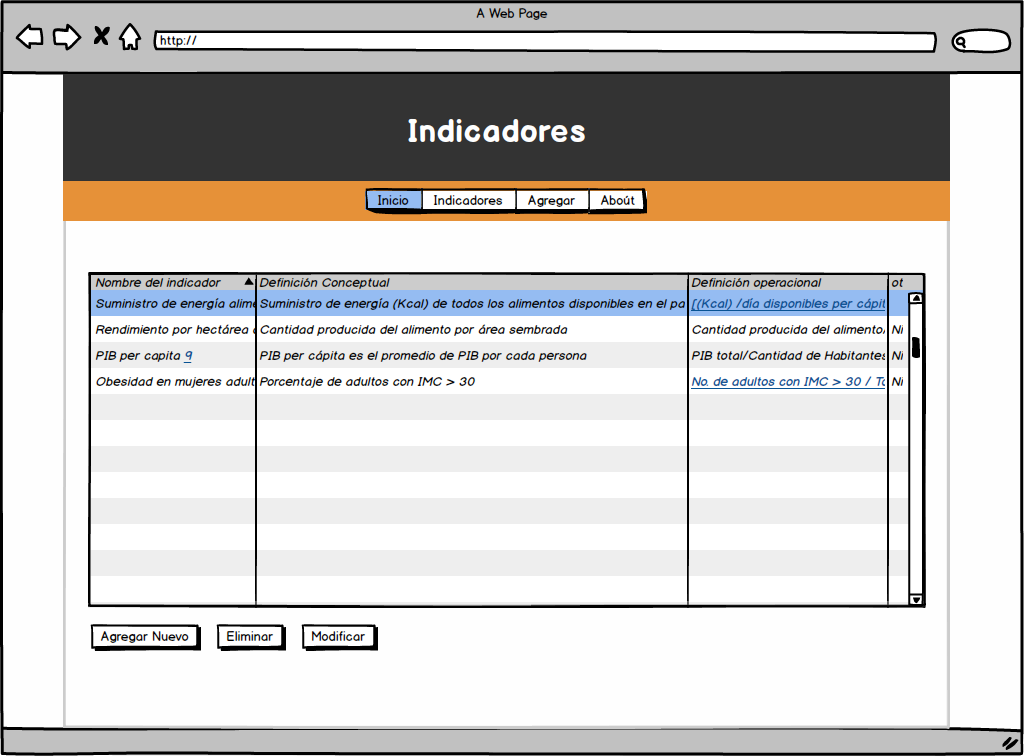 A Web Page
http://
Indicadores
Inicio Indicadores Agregar Aboút
Nombre del indicador Definición Conceptual Definición operacional ot
Suministro de energía alime Suministro de energía (Kcal) de todos los alimentos disponibles en el pa [(Kcal) /día disponibles per cápit
Rendimiento por hectárea Cantidad producida del alimento por área sembrada Cantidad producida del alimento, Ni
PIB per capita 9 PIB per cápita es el promedio de PIB por cada persona PIB total/Cantidad de Habitantes Ni
Obesidad en mujeres adult Porcentaje de adultos con IMC > 30 No. de adultos con IMC > 30 / To Ni
Agregar Nuevo Eliminar Modificar